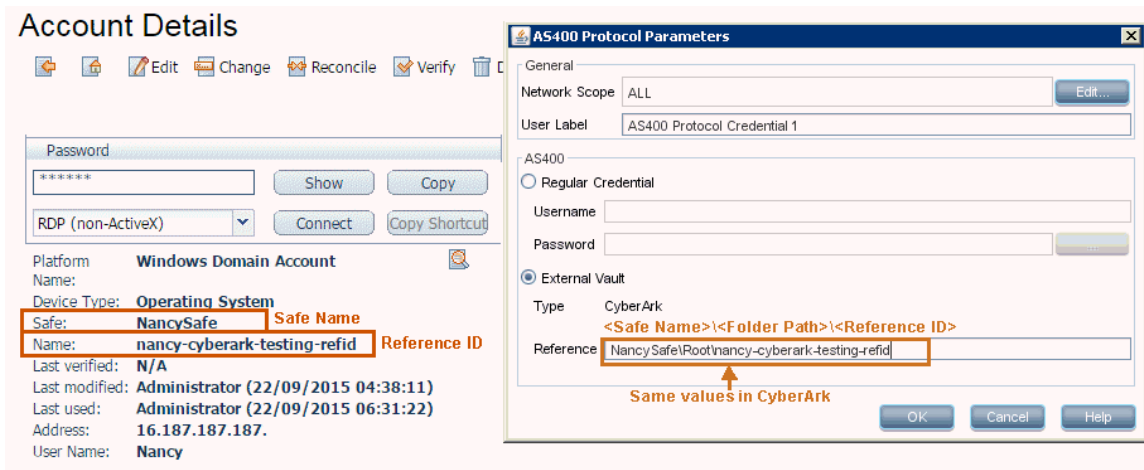 Account Details
Edit Change Reconcile Verify D
Password
******
Show Copy
RDP (non-ActiveX) Connect Copy Shortcut
Platform Name: Windows Domain Account
Device Type: Operating System
Safe: NancySafe Safe Name
Name: nancy-cyberark-testing-refid Reference ID
Last verified: N/A
Last modified: Administrator (22/09/2015 04:38:11)
Last used: Administrator (22/09/2015 06:31:22)
Address: 16.187.187.187.
User Name: Nancy
AS400 Protocol Parameters
General
Network Scope ALL Edit...
User Label AS400 Protocol Credential 1
AS400
Regular Credential
Username
Password ...
External Vault
Type CyberArk
<Safe Name>\<Folder Path>\<Reference ID>
Reference NancySafe\Root\nancy-cyberark-testing-refid
Same values in CyberArk
OK Cancel Help